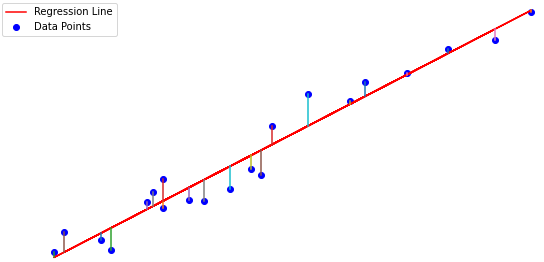 Regression Line
Data Points